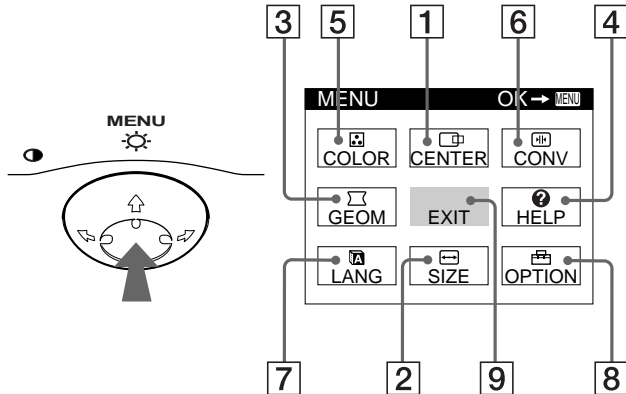 3 5 1 6 4
MENU
MENU OK→ MENU
COLOR CENTER CONV
GEOM EXIT HELP
LANG SIZE OPTION
7 2 9 8